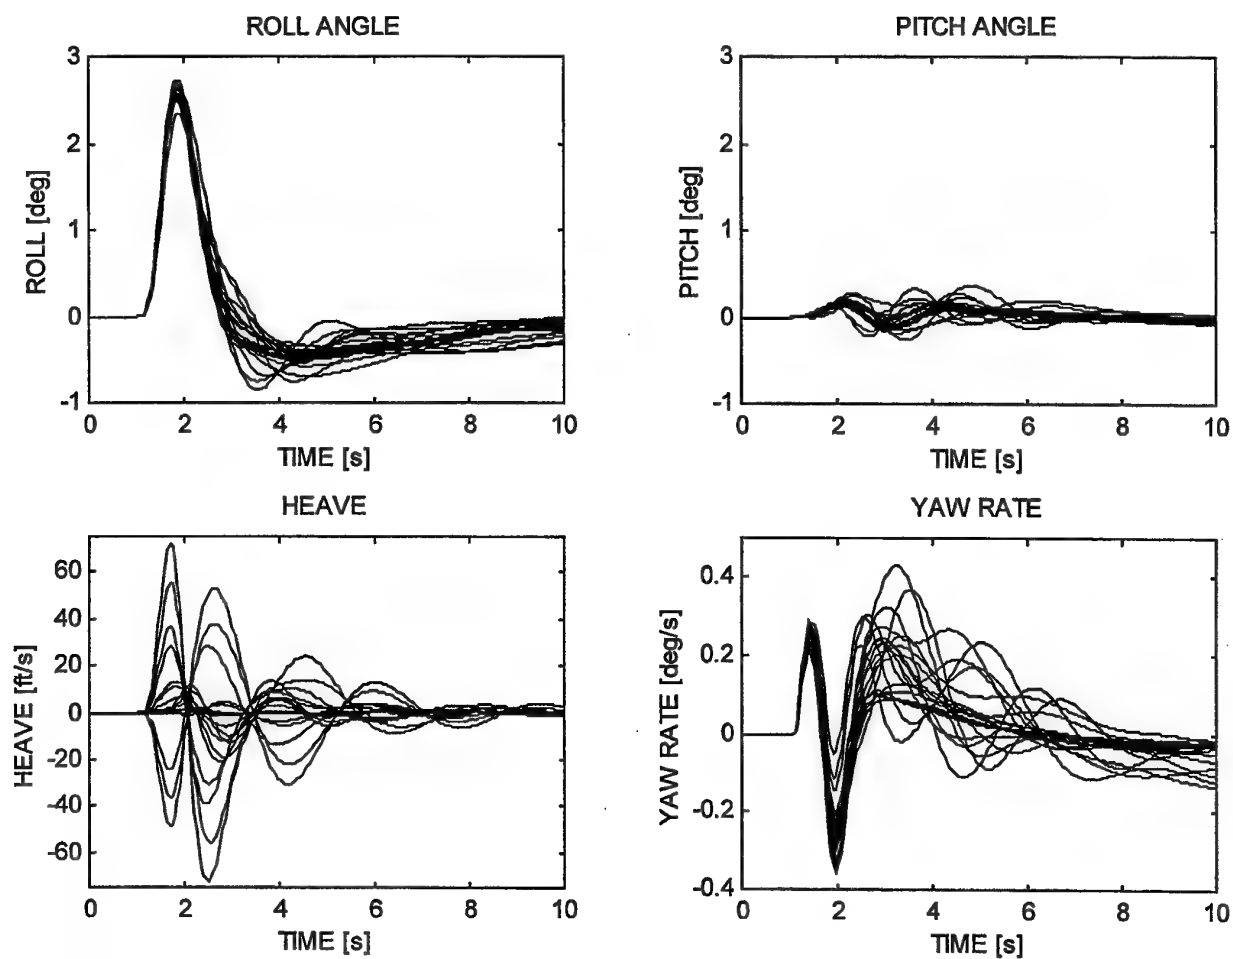 ROLL ANGLE
3
2
1
0
-1
ROLL [deg]
0 2 4 6 8 10
TIME [s]
PITCH ANGLE
3
2
1
0
-1
PITCH [deg]
0 2 4 6 8 10
TIME [s]
HEAVE
60
40
20
0
-20
-40
-60
HEAVE [ft/s]
0 2 4 6 8 10
TIME [s]
YAW RATE
0.4
0.2
0
-0.2
-0.4
YAW RATE [deg/s]
0 2 4 6 8 10
TIME [s]